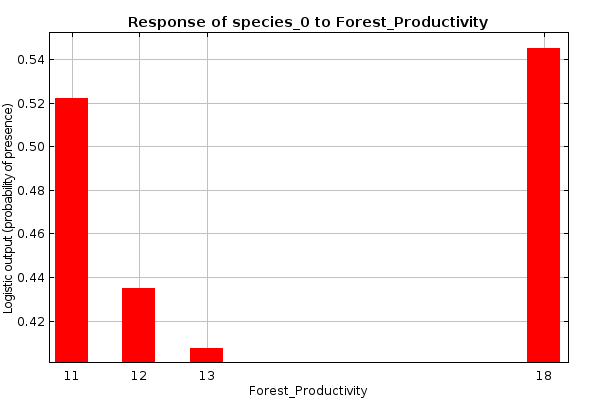 Response of species_0 to Forest_Productivity
Logistic output (probability of presence)
0.54
0.52
0.50
0.48
0.46
0.44
0.42
11 12 13 18
Forest_Productivity